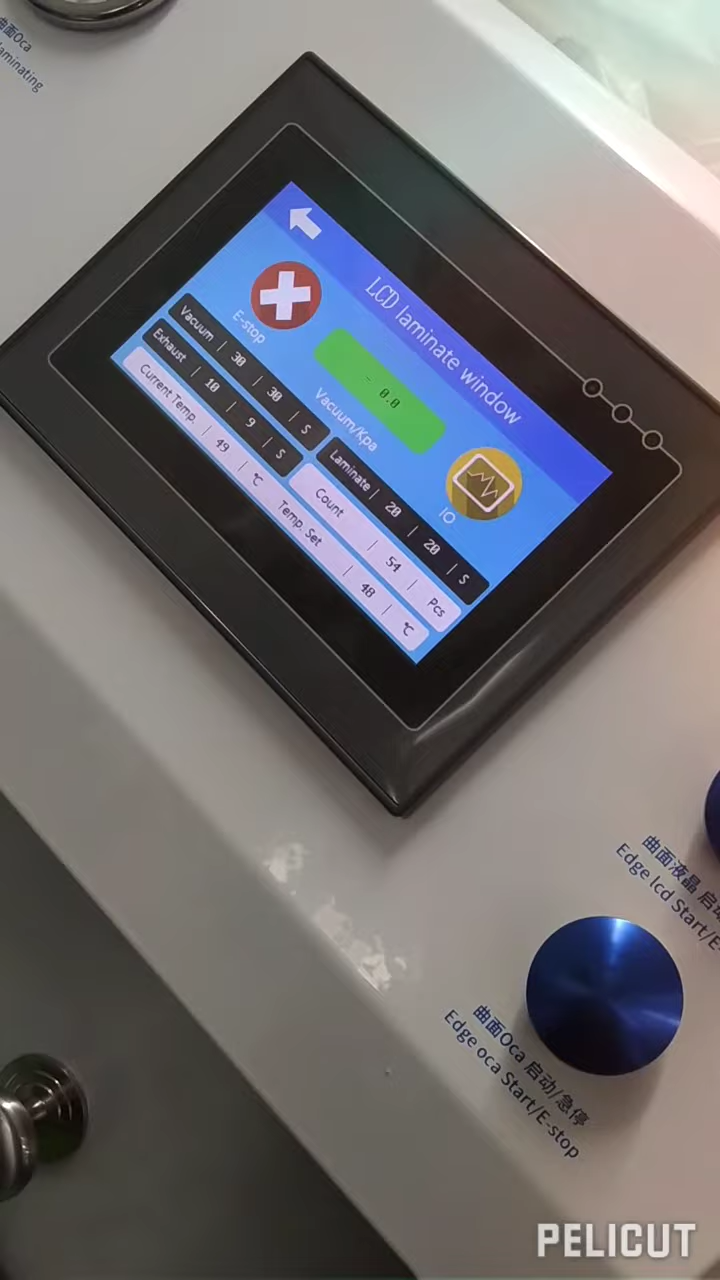 曲面Oca
laminating
LCD laminate window
E-stop
- 0.0
Vacuum/Kpa
IO
Vacuum | 30 | 30 | S
Laminate | 20 | 20 | S
Exhaust | 10 | 9 | S
Count | 54 | Pcs
Current Temp. | 49 | ℃
Temp. Set | 48 | ℃
曲面液晶 启动
Edge lcd Start/E-
曲面Oca 启动/急停
Edge oca Start/E-stop
PELICUT